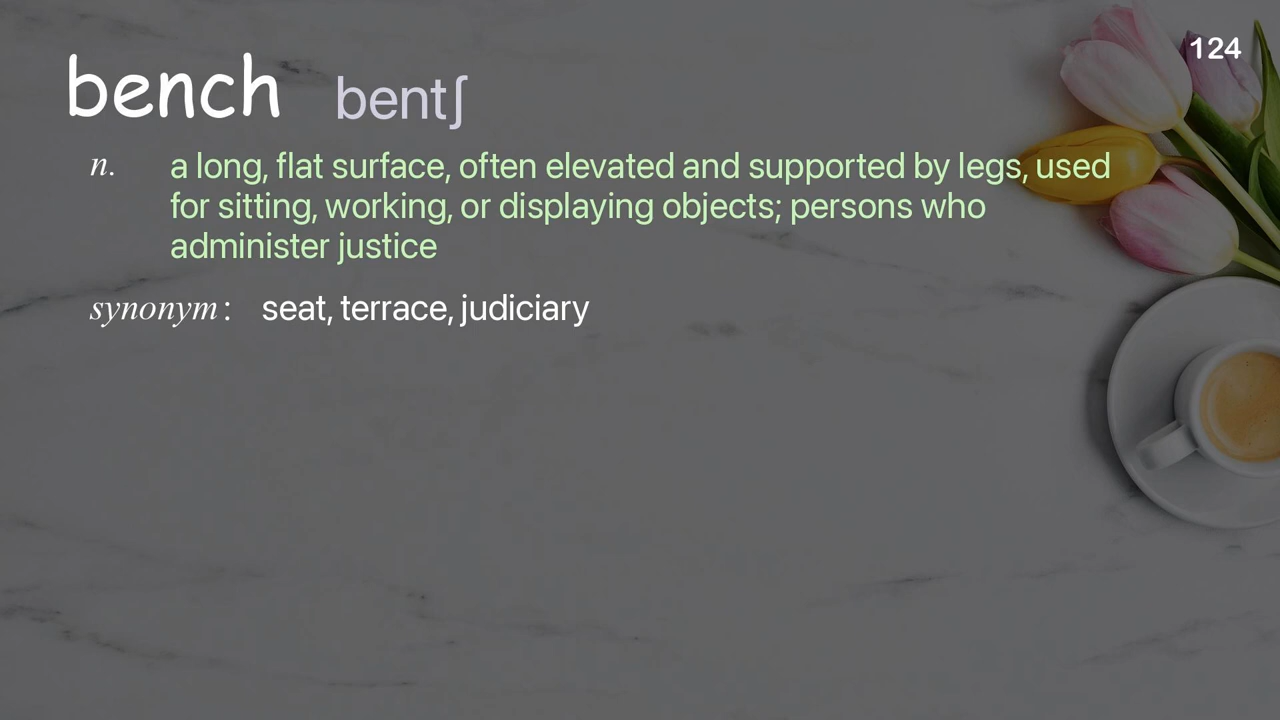 124
bench bentʃ
n. a long, flat surface, often elevated and supported by legs, used
for sitting, working, or displaying objects; persons who
administer justice
synonym: seat, terrace, judiciary